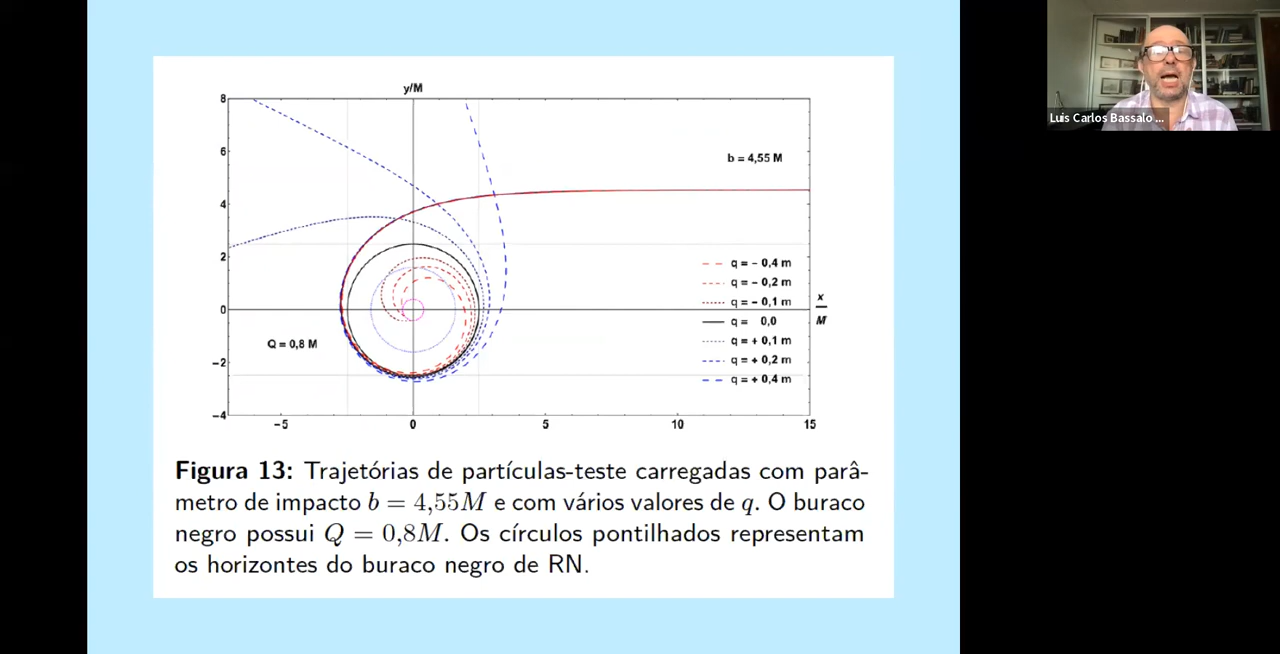 y/M
8
6
4
2
0
−2
−4
−5
0
5
10
15
x
M
b = 4,55 M
Q = 0,8 M
q = − 0,4 m
q = − 0,2 m
q = − 0,1 m
q = 0,0
q = + 0,1 m
q = + 0,2 m
q = + 0,4 m
Figura 13: Trajetórias de partículas-teste carregadas com parâ-
metro de impacto b = 4,55M e com vários valores de q. O buraco
negro possui Q = 0,8M. Os círculos pontilhados representam
os horizontes do buraco negro de RN.
Luis Carlos Bassalo ...